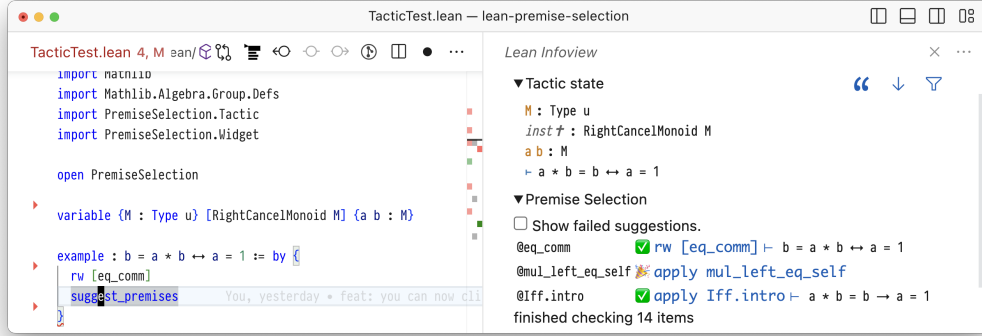 TacticTest.lean — lean-premise-selection
TacticTest.lean 4, M ean/
import Mathlib
import Mathlib.Algebra.Group.Defs
import PremiseSelection.Tactic
import PremiseSelection.Widget
open PremiseSelection
variable {M : Type u} [RightCancelMonoid M] {a b : M}
example : b = a * b ↔ a = 1 := by {
rw [eq_comm]
suggest_premises You, yesterday • feat: you can now cli
}
Lean Infoview
▼Tactic state
M : Type u
inst✝ : RightCancelMonoid M
a b : M
⊢ a * b = b ↔ a = 1
▼Premise Selection
Show failed suggestions.
@eq_comm ✅ rw [eq_comm] ⊢ b = a * b ↔ a = 1
@mul_left_eq_self 🎉 apply mul_left_eq_self
@Iff.intro ✅ apply Iff.intro ⊢ a * b = b → a = 1
finished checking 14 items